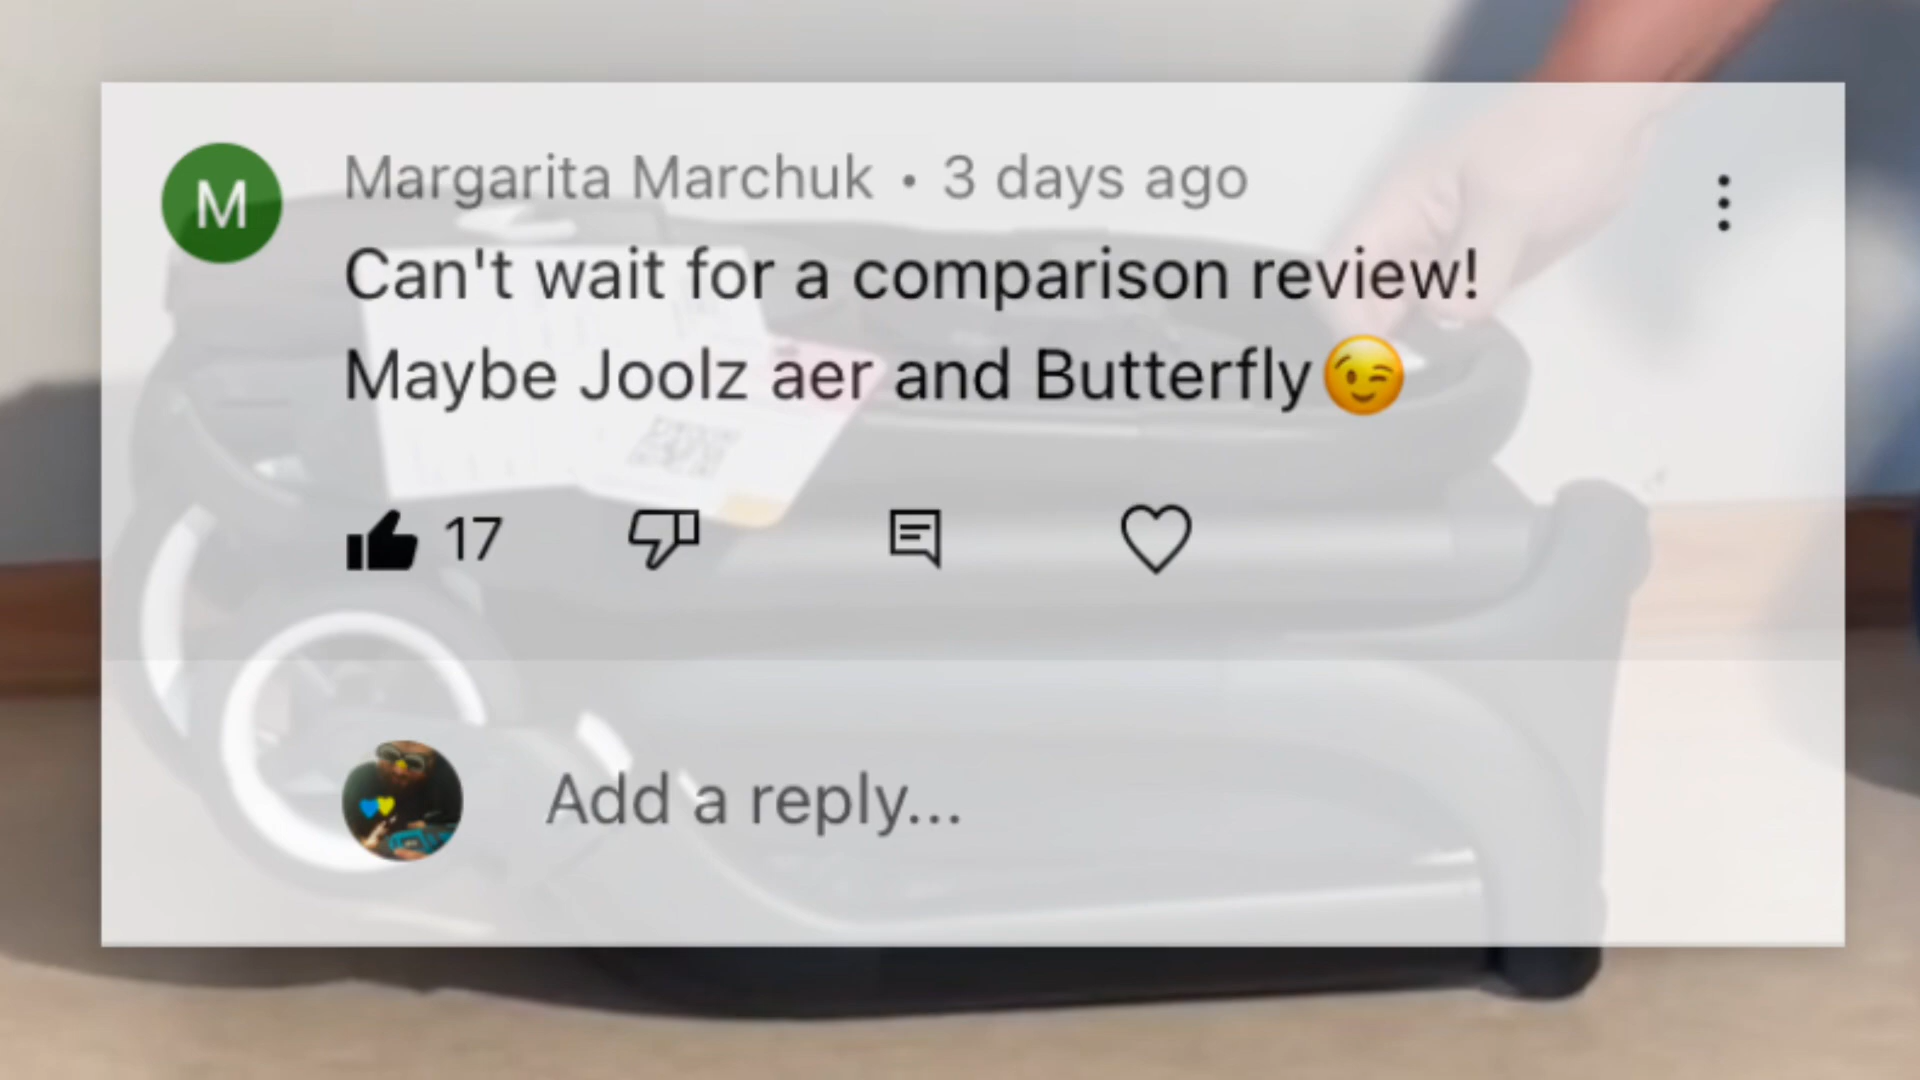 M
Margarita Marchuk • 3 days ago
Can't wait for a comparison review!
Maybe Joolz aer and Butterfly😉
17
Add a reply...